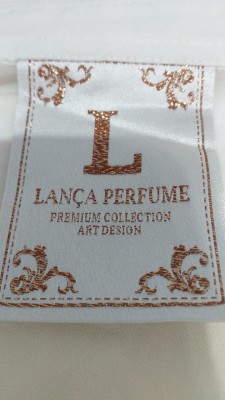 L
LANÇA PERFUME
PREMIUM COLLECTION
ART DESIGN